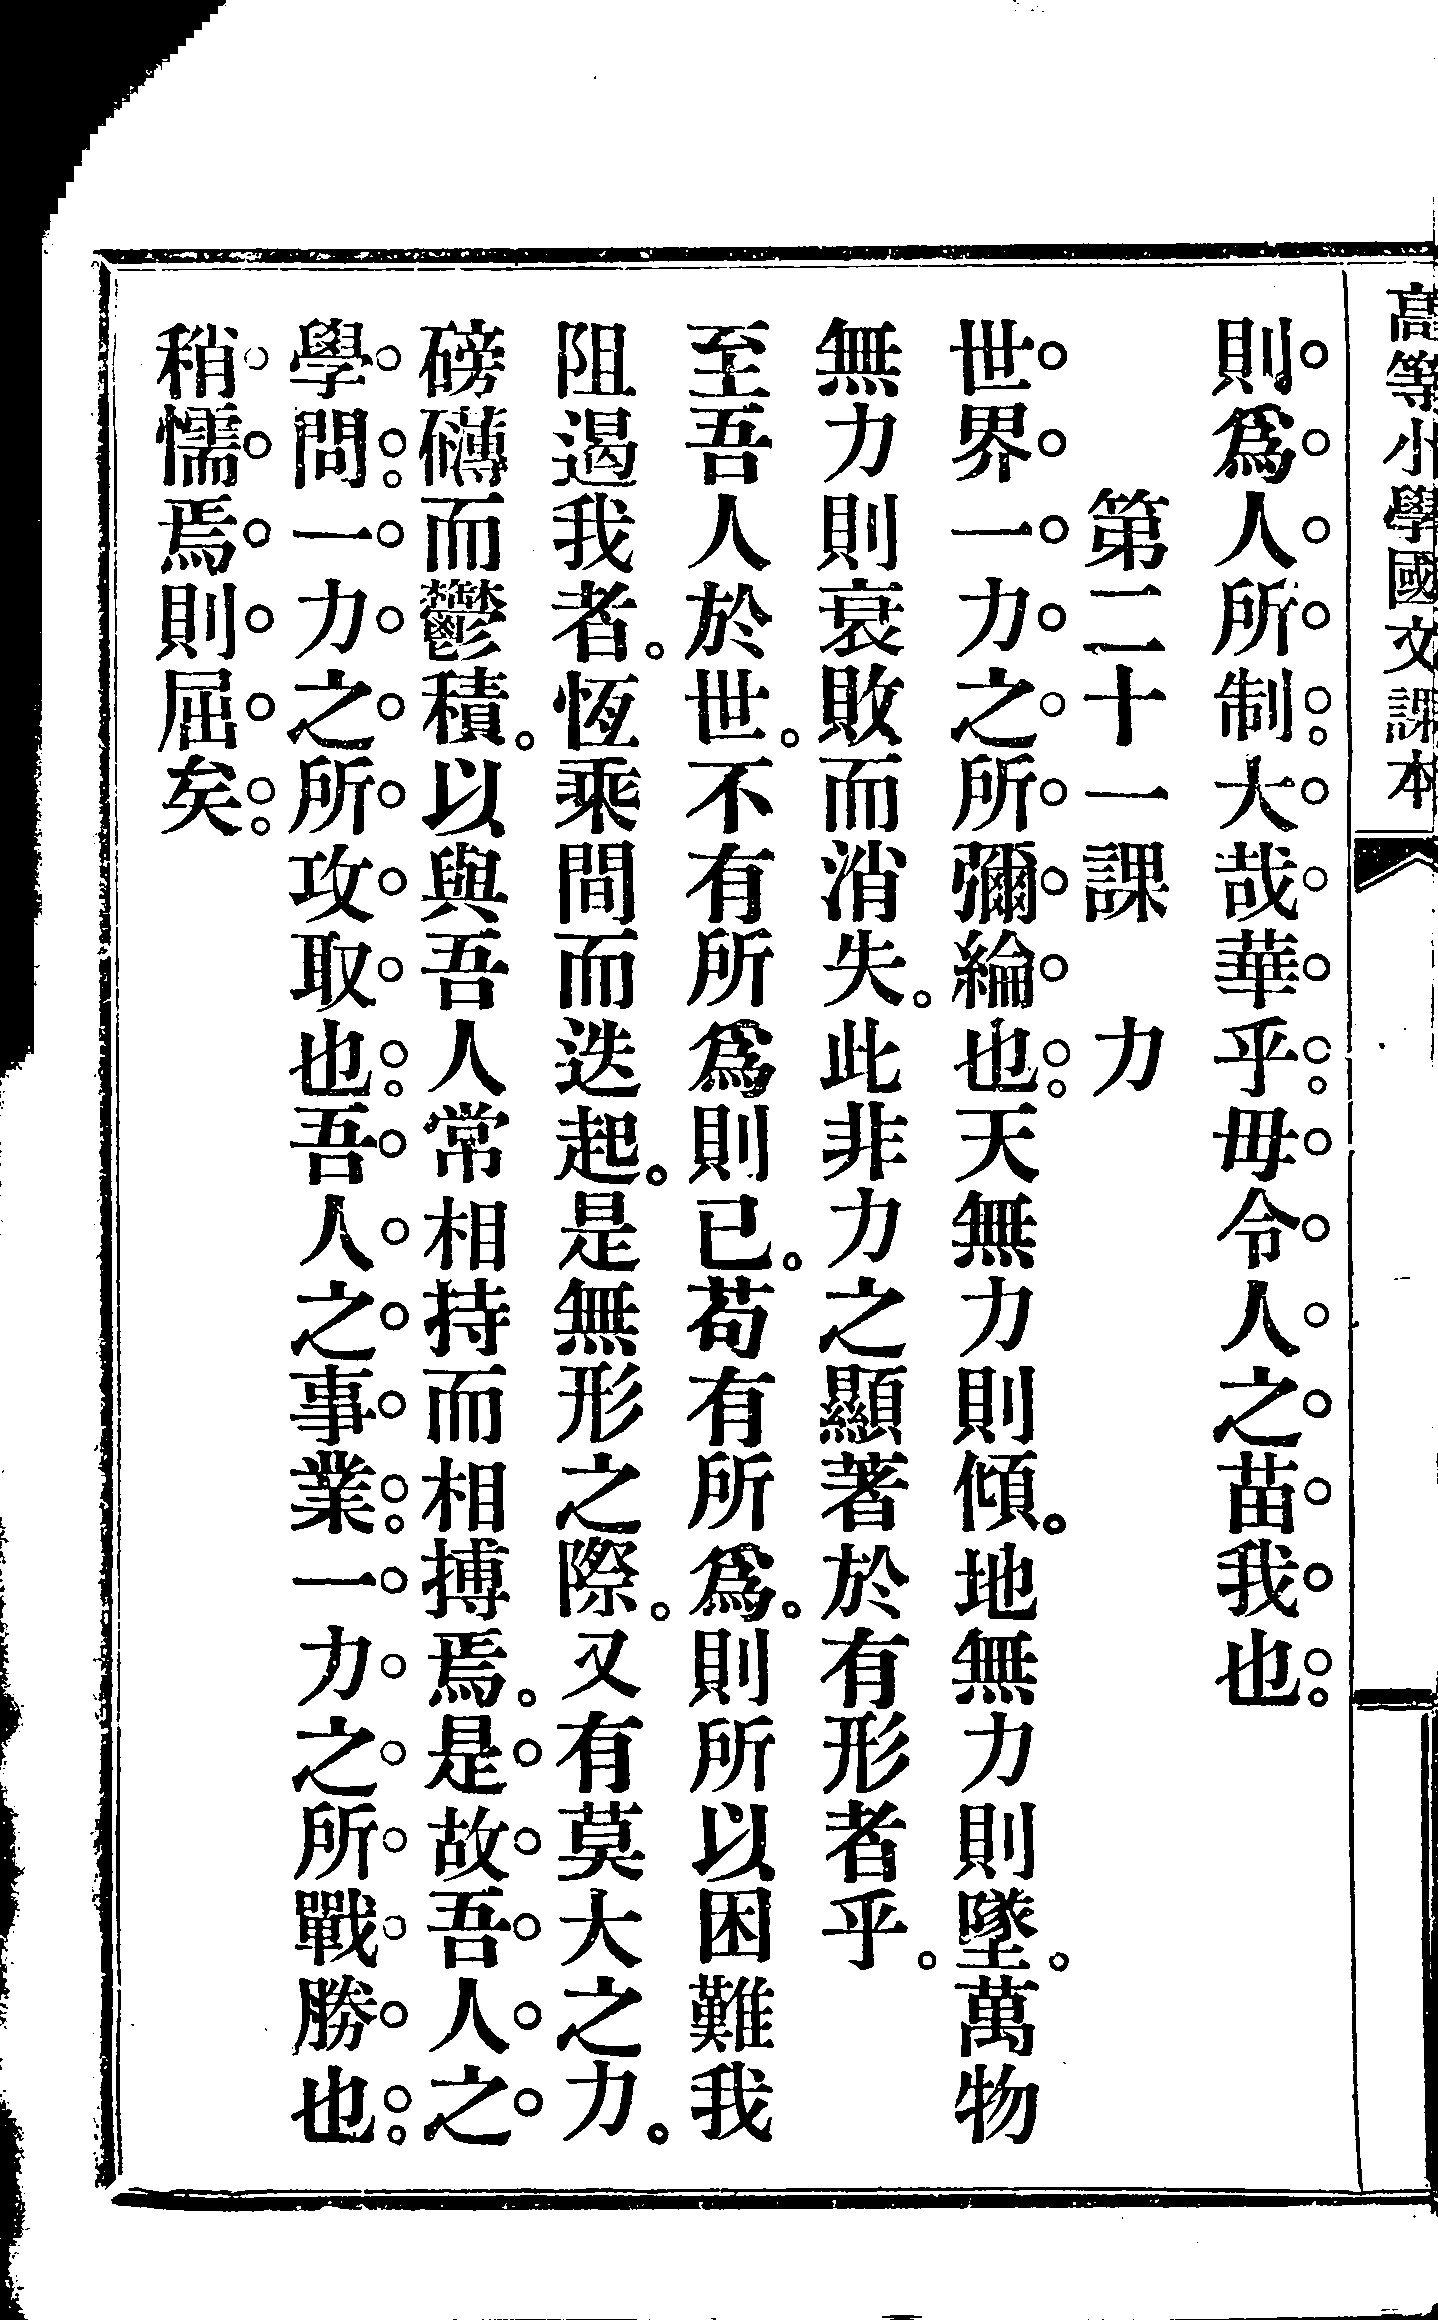 高等小學國文課本
則爲人所制。大哉華乎。毋令人之苗我也。
第二十一課　力
世界一力之所彌綸也。天無力則傾。地無力則墜。萬物
無力則衰敗而消失。此非力之顯著於有形者乎。
至吾人於世。不有所爲則已。苟有所爲。則所以困難我
阻遏我者。恆乘間而迭起。是無形之際。又有莫大之力。
磅礴而鬱積。以與吾人常相持而相搏焉。是故吾人之
學問。一力之所攻取也。吾人之事業。一力之所戰勝也。
稍懦焉則屈矣。